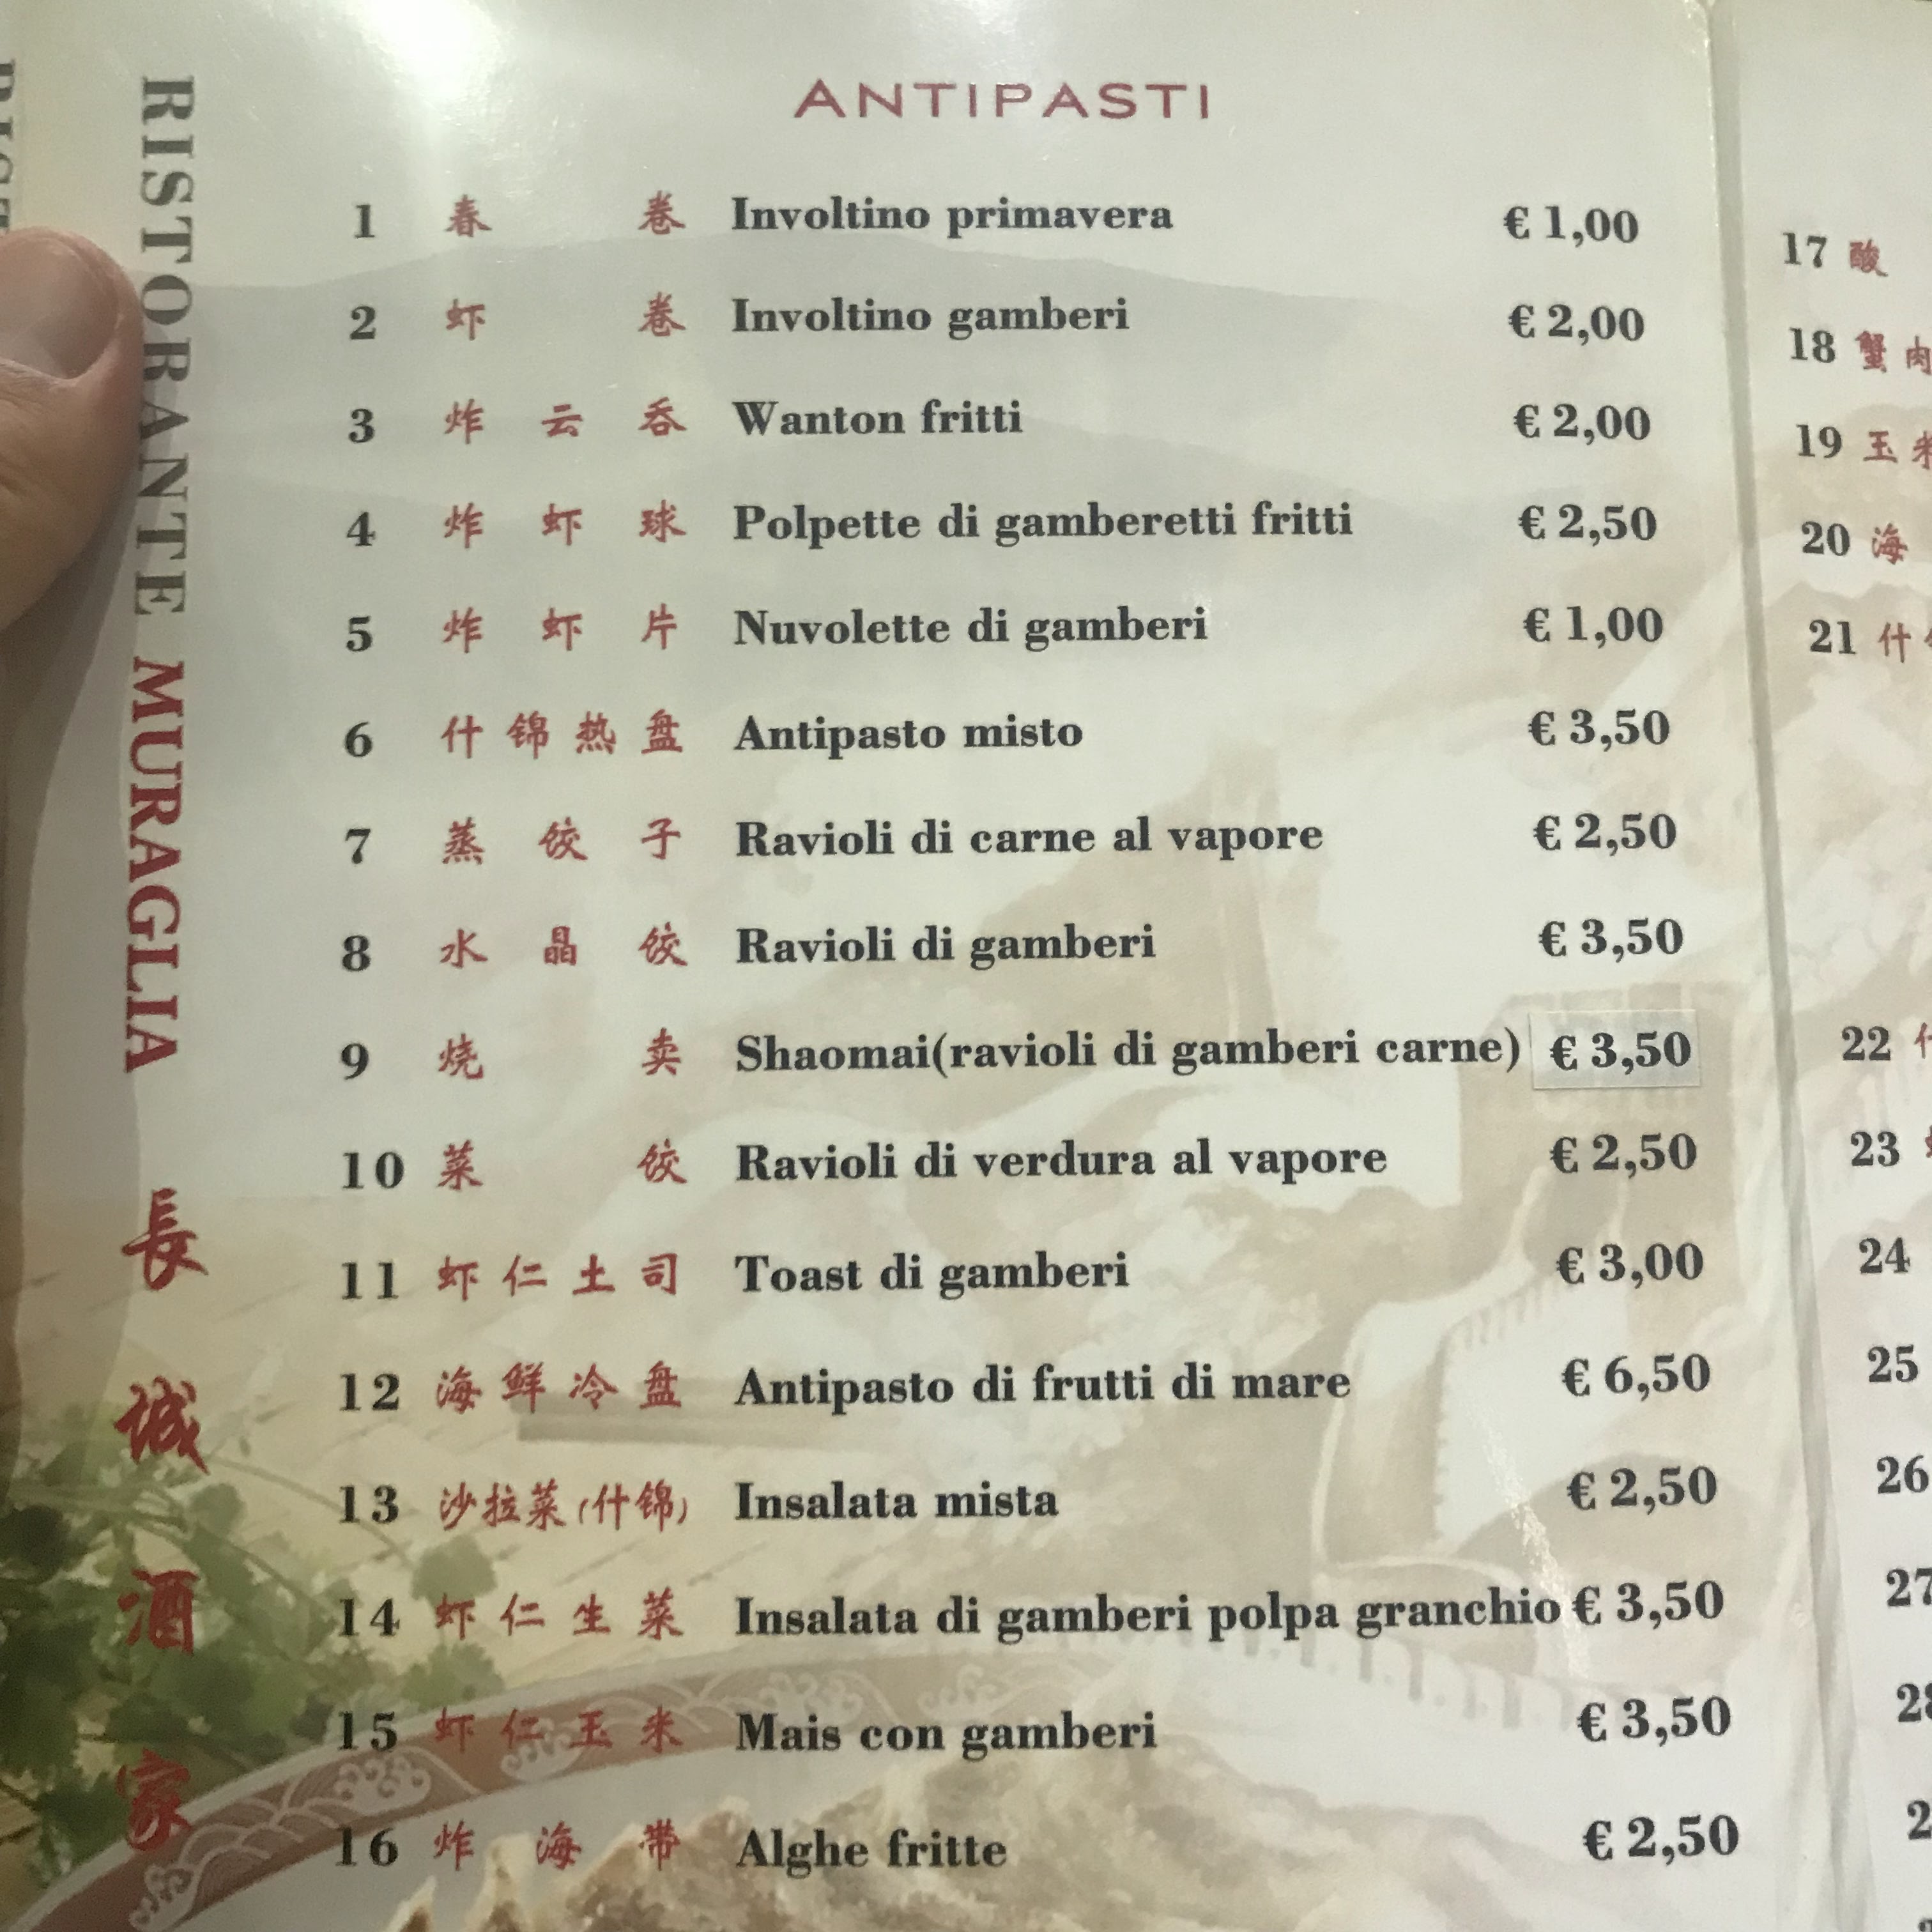 RISTORANTE MURAGLIA 長誠酒家
ANTIPASTI
1 春卷 Involtino primavera € 1,00
2 虾卷 Involtino gamberi € 2,00
3 炸云吞 Wanton fritti € 2,00
4 炸虾球 Polpette di gamberetti fritti € 2,50
5 炸虾片 Nuvolette di gamberi € 1,00
6 什锦热盘 Antipasto misto € 3,50
7 蒸饺子 Ravioli di carne al vapore € 2,50
8 水晶饺 Ravioli di gamberi € 3,50
9 烧卖 Shaomai(ravioli di gamberi carne) € 3,50
10 菜饺 Ravioli di verdura al vapore € 2,50
11 虾仁土司 Toast di gamberi € 3,00
12 海鲜冷盘 Antipasto di frutti di mare € 6,50
13 沙拉菜(什锦) Insalata mista € 2,50
14 虾仁生菜 Insalata di gamberi polpa granchio € 3,50
15 虾仁玉米 Mais con gamberi € 3,50
16 炸海带 Alghe fritte € 2,50
17 酸
18 蟹肉
19 玉米
20 海
21 什
22 什
23
24
25
26
27
28